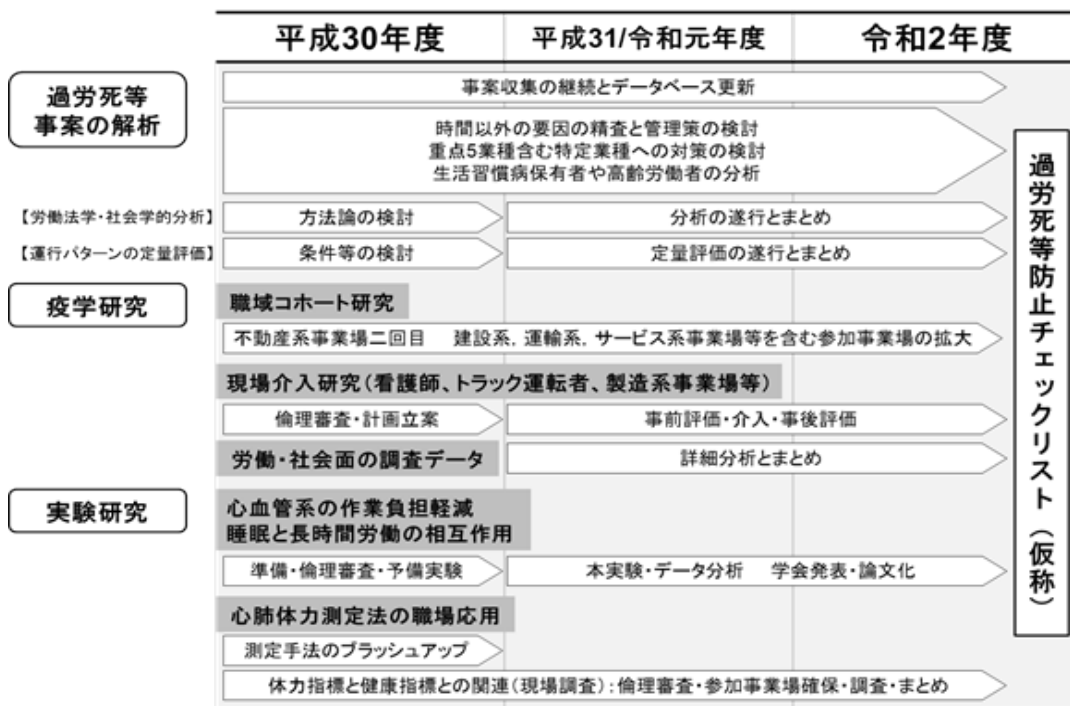 平成30年度
平成31/令和元年度
令和2年度
過労死等
事案の解析
事案収集の継続とデータベース更新
時間以外の要因の精査と管理策の検討
重点5業種含む特定業種への対策の検討
生活習慣病保有者や高齢労働者の分析
【労働法学・社会学的分析】
方法論の検討
分析の遂行とまとめ
【運行パターンの定量評価】
条件等の検討
定量評価の遂行とまとめ
疫学研究
職域コホート研究
不動産系事業場二回目 建設系, 運輸系, サービス系事業場等を含む参加事業場の拡大
現場介入研究(看護師、トラック運転者、製造系事業場等)
倫理審査・計画立案
事前評価・介入・事後評価
労働・社会面の調査データ
詳細分析とまとめ
実験研究
心血管系の作業負担軽減
睡眠と長時間労働の相互作用
準備・倫理審査・予備実験
本実験・データ分析 学会発表・論文化
心肺体力測定法の職場応用
測定手法のブラッシュアップ
体力指標と健康指標との関連(現場調査):倫理審査・参加事業場確保・調査・まとめ
過労死等防止チェックリスト(仮称)